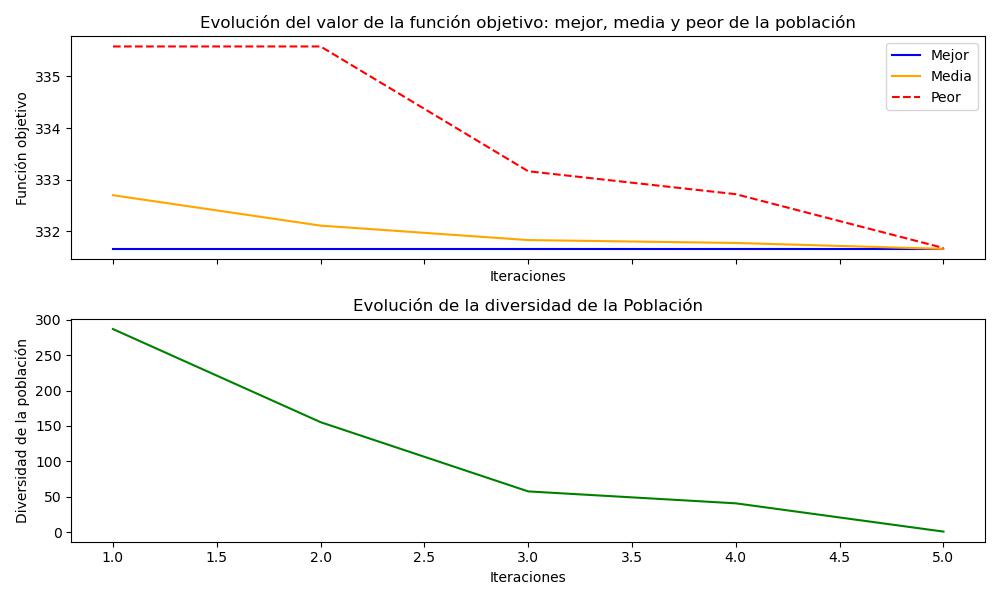 Evolución del valor de la función objetivo: mejor, media y peor de la población
Función objetivo
335
334
333
332
Mejor
Media
Peor
Iteraciones
Evolución de la diversidad de la Población
Diversidad de la población
300
250
200
150
100
50
0
1.0 1.5 2.0 2.5 3.0 3.5 4.0 4.5 5.0
Iteraciones